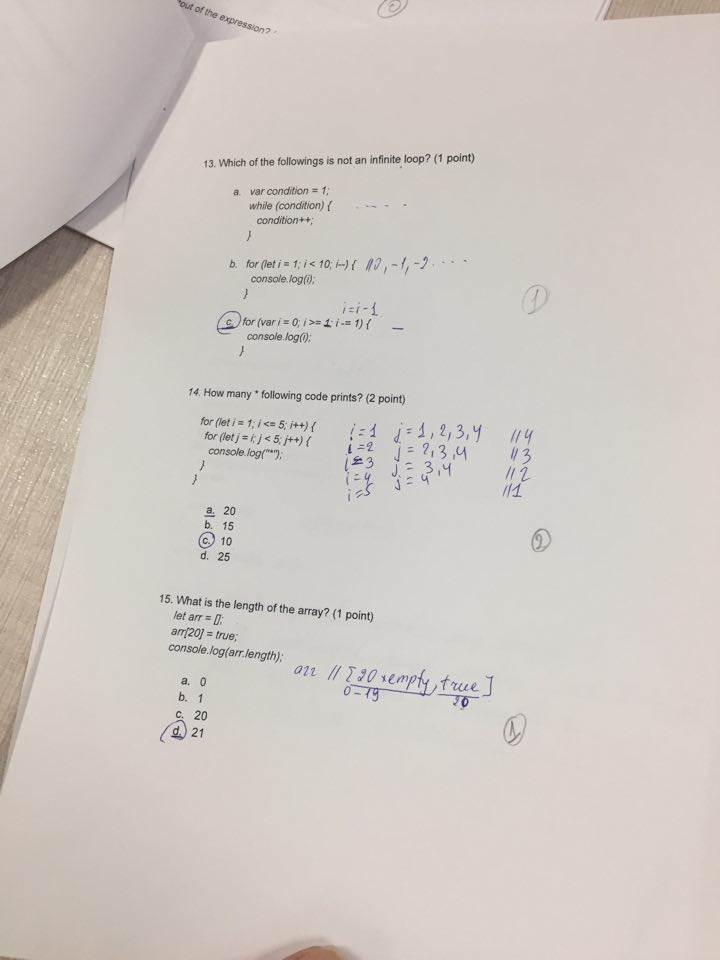 out of the expression?
13. Which of the followings is not an infinite loop? (1 point)
a. var condition = 1;
while (condition) { - - - -
condition++;
}
b. for (let i = 1; i < 10; i--) { //0, -1, -2 . . . .
console.log(i);
}
1
i=i-1
c. for (var i = 0; i >= 1; i -= 1) { —
console.log(i);
}
14. How many * following code prints? (2 point)
for (let i = 1; i <= 5; i++) { i=1 j=1,2,3,4 //4
for (let j = i; j < 5; j++) { i=2 j=2,3,4 //3
console.log("*"); i=3 j=3,4 //2
} i=4 j=4 //1
} i=5
a. 20
b. 15
c. 10
d. 25
2
15. What is the length of the array? (1 point)
let arr = [];
arr[20] = true;
console.log(arr.length);
arr // [20 xempty, true]
0-19 20
a. 0
b. 1
c. 20
d. 21
1